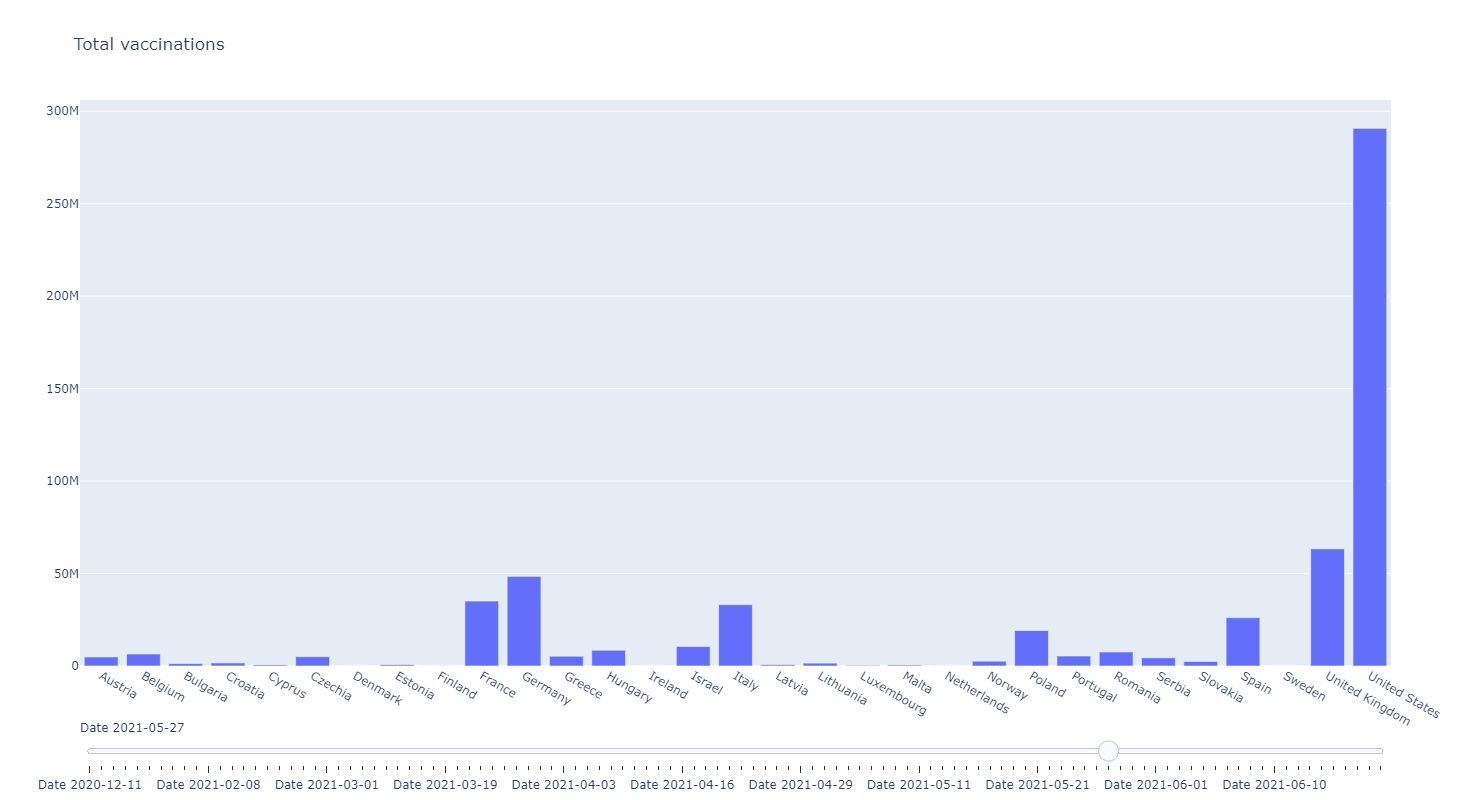 Total vaccinations
300M
250M
200M
150M
100M
50M
0
Austria
Belgium
Bulgaria
Croatia
Cyprus
Czechia
Denmark
Estonia
Finland
France
Germany
Greece
Hungary
Ireland
Israel
Italy
Latvia
Lithuania
Luxembourg
Malta
Netherlands
Norway
Poland
Portugal
Romania
Serbia
Slovakia
Spain
Sweden
United Kingdom
United States
Date 2021-05-27
Date 2020-12-11
Date 2021-02-08
Date 2021-03-01
Date 2021-03-19
Date 2021-04-03
Date 2021-04-16
Date 2021-04-29
Date 2021-05-11
Date 2021-05-21
Date 2021-06-01
Date 2021-06-10